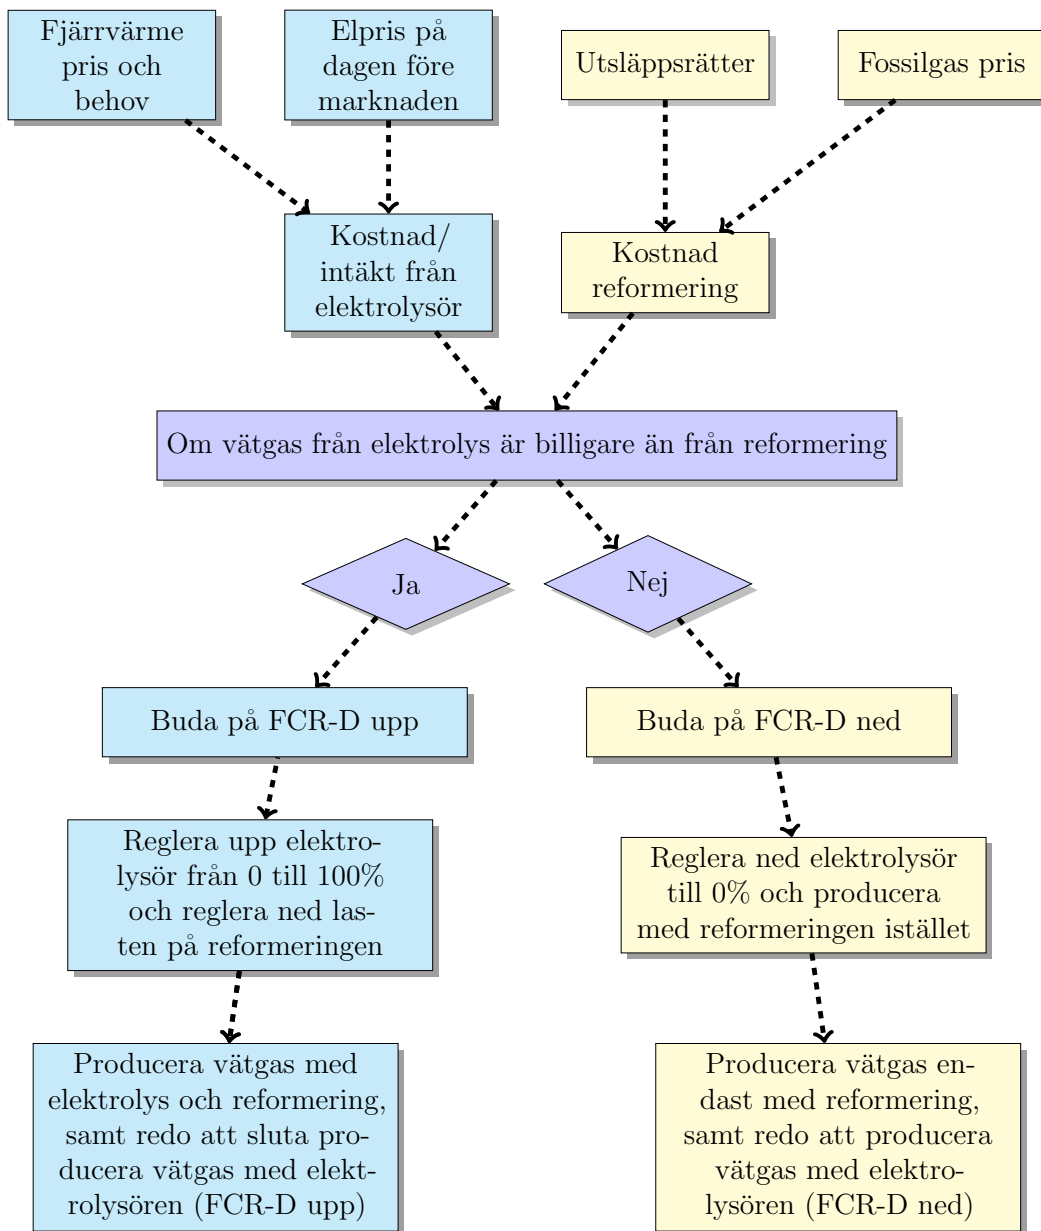 Fjärrvärme
pris och
behov
Elpris på
dagen före
marknaden
Utsläppsrätter
Fossilgas pris
Kostnad/
intäkt från
elektrolysör
Kostnad
reformering
Om vätgas från elektrolys är billigare än från reformering
Ja
Nej
Buda på FCR-D upp
Buda på FCR-D ned
Reglera upp elektro-
lysör från 0 till 100%
och reglera ned las-
ten på reformeringen
Reglera ned elektrolysör
till 0% och producera
med reformeringen istället
Producera vätgas med
elektrolys och reformering,
samt redo att sluta pro-
ducera vätgas med elekt-
rolysören (FCR-D upp)
Producera vätgas en-
dast med reformering,
samt redo att producera
vätgas med elektro-
lysören (FCR-D ned)